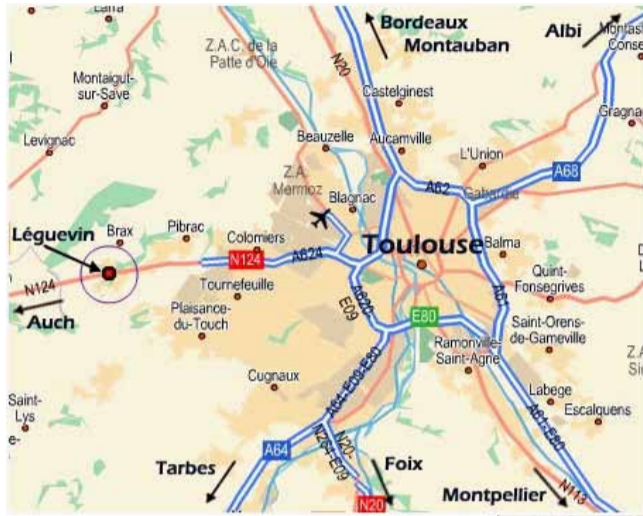 Larra
Bordeaux
Montauban
Albi
Z.A.C. de la
Patte d'Oie
N20
Montaigut-
sur-Save
Castelginest
Gragna
Levignac
Beauzelle
Aucamville
L'Union
Z.A.
Mermoz
A62
A68
Blagnac
Léguevin
Brax
Pibrac
Colomiers
Toulouse
Balma
N124
A624
N124
Tournefeuille
A620-
E09
A61
Quint-
Fonsegrives
Auch
Plaisance-
du-Touch
E80
Saint-Orens-
de-Gameville
Ramonville-
Saint-Agne
Cugnaux
A64-E09-E80
Labege
Saint-
Lys
A61-E80
Escalquens
A64
N20-
Tarbes
Foix
Montpellier
N20
N113